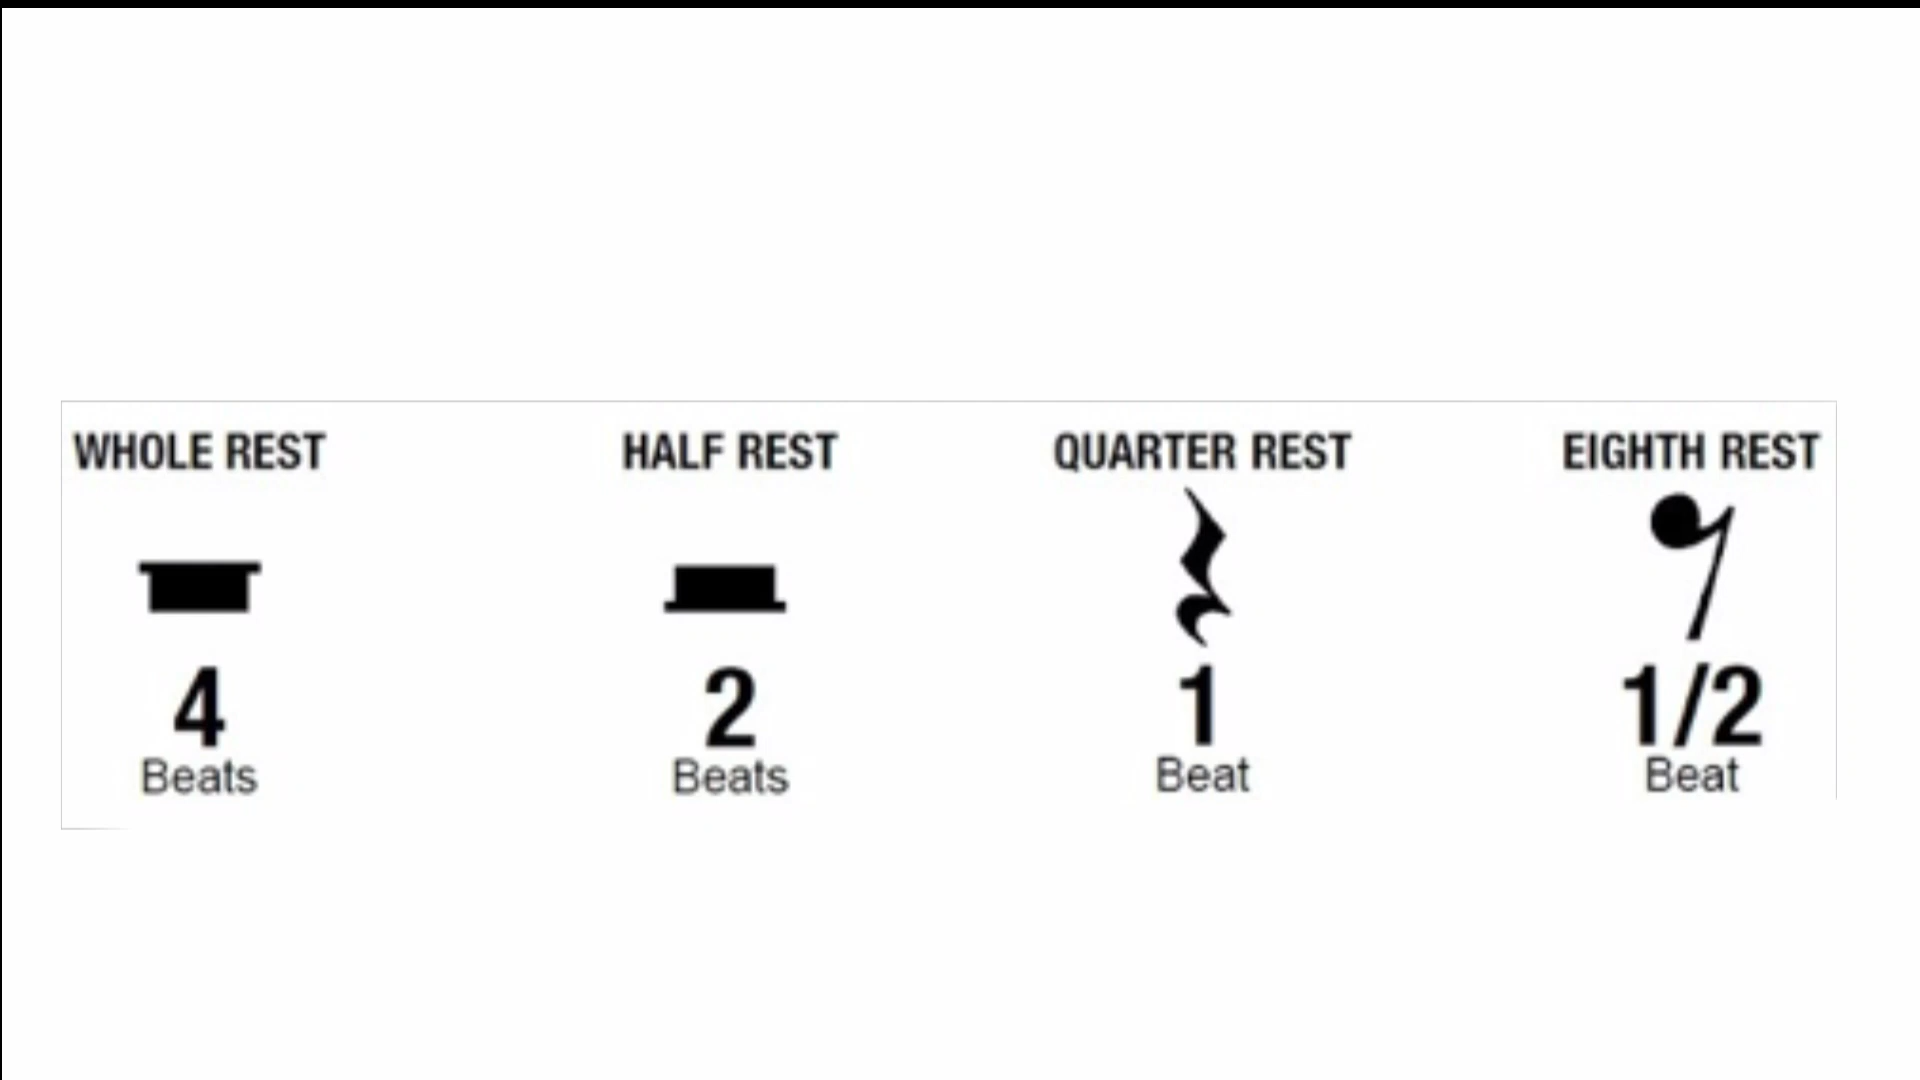 WHOLE REST HALF REST QUARTER REST EIGHTH REST
4 2 1 1/2
Beats Beats Beat Beat